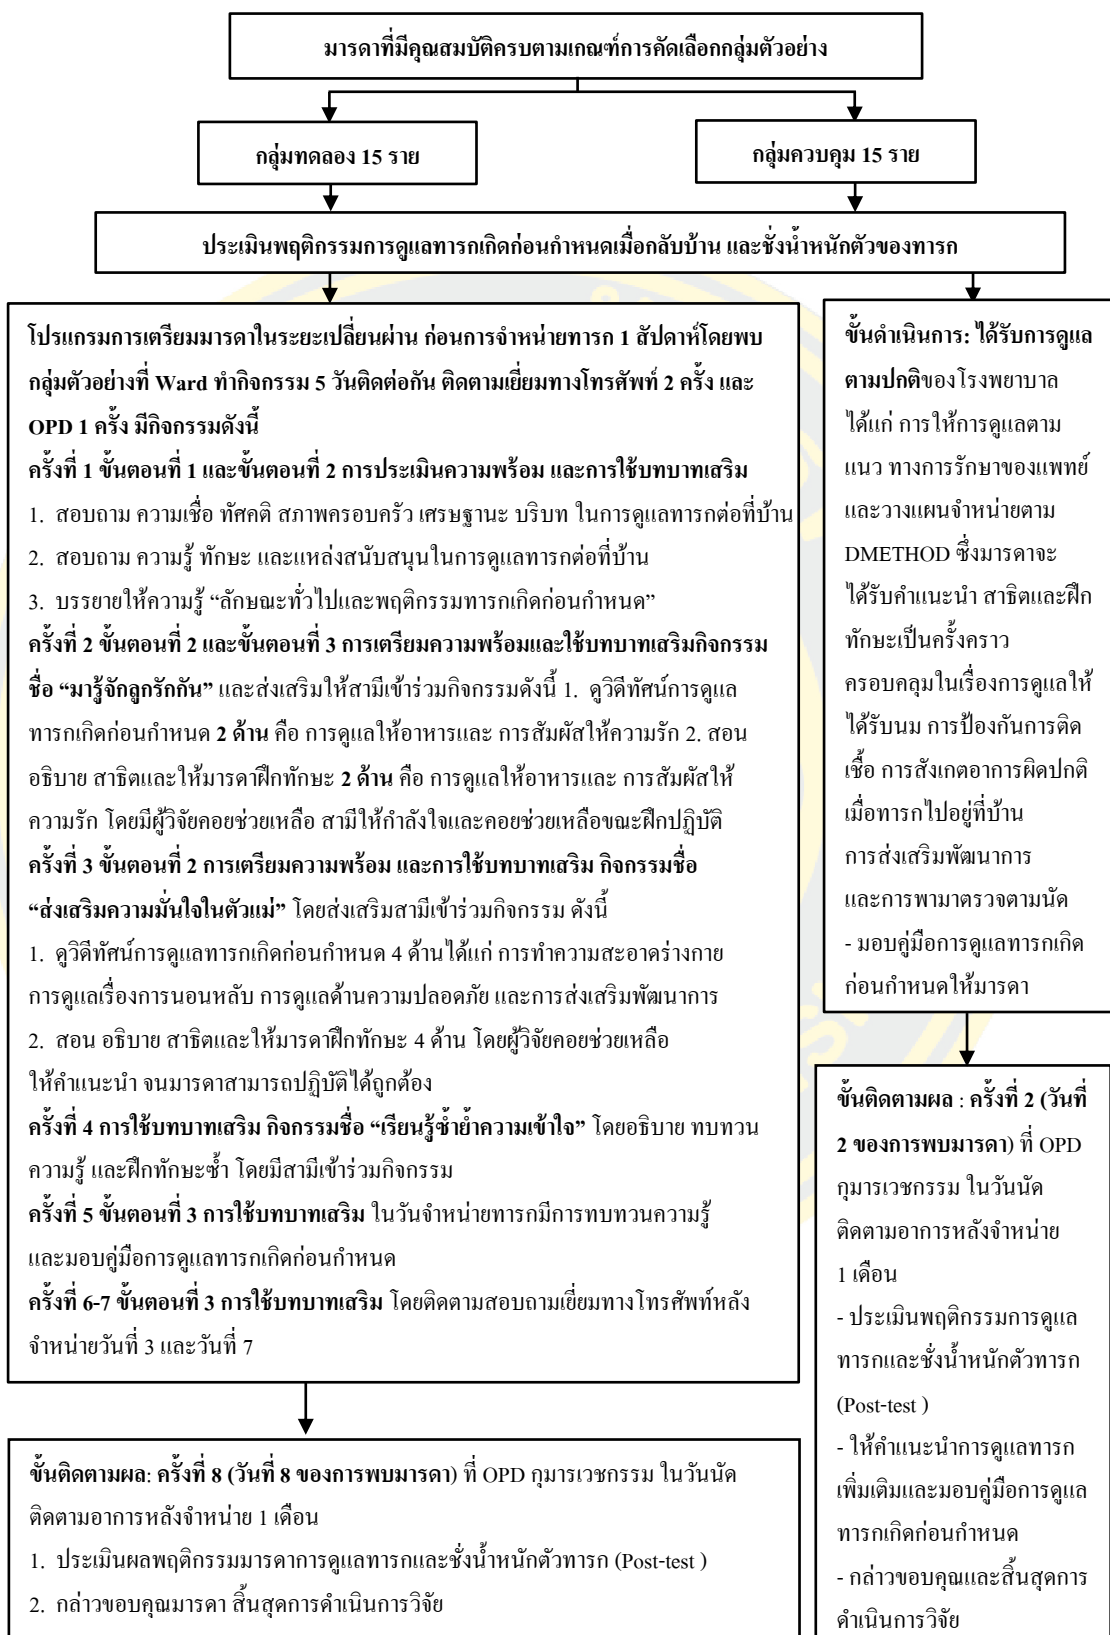 มารดาที่มีคุณสมบัติครบตามเกณฑ์การคัดเลือกกลุ่มตัวอย่าง
กลุ่มทดลอง 15 ราย
กลุ่มควบคุม 15 ราย
ประเมินพฤติกรรมการดูแลทารกเกิดก่อนกำหนดเมื่อกลับบ้าน และชั่งน้ำหนักตัวของทารก
โปรแกรมการเตรียมมารดาในระยะเปลี่ยนผ่าน ก่อนการจำหน่ายทารก 1 สัปดาห์โดยพบ
กลุ่มตัวอย่างที่ Ward ทำกิจกรรม 5 วันติดต่อกัน ติดตามเยี่ยมทางโทรศัพท์ 2 ครั้ง และ
OPD 1 ครั้ง มีกิจกรรมดังนี้
ครั้งที่ 1 ขั้นตอนที่ 1 และขั้นตอนที่ 2 การประเมินความพร้อม และการใช้บทบาทเสริม
1. สอบถาม ความเชื่อ ทัศคติ สภาพครอบครัว เศรษฐานะ บริบท ในการดูแลทารกต่อที่บ้าน
2. สอบถาม ความรู้ ทักษะ และแหล่งสนับสนุนในการดูแลทารกต่อที่บ้าน
3. บรรยายให้ความรู้ “ลักษณะทั่วไปและพฤติกรรมทารกเกิดก่อนกำหนด”
ครั้งที่ 2 ขั้นตอนที่ 2 และขั้นตอนที่ 3 การเตรียมความพร้อมและใช้บทบาทเสริมกิจกรรม
ชื่อ “มารู้จักลูกรักกัน” และส่งเสริมให้สามีเข้าร่วมกิจกรรมดังนี้ 1. ดูวิดีทัศน์การดูแล
ทารกเกิดก่อนกำหนด 2 ด้าน คือ การดูแลให้อาหารและ การสัมผัสให้ความรัก 2. สอน
อธิบาย สาธิตและให้มารดาฝึกทักษะ 2 ด้าน คือ การดูแลให้อาหารและ การสัมผัสให้
ความรัก โดยมีผู้วิจัยคอยช่วยเหลือ สามีให้กำลังใจและคอยช่วยเหลือขณะฝึกปฏิบัติ
ครั้งที่ 3 ขั้นตอนที่ 2 การเตรียมความพร้อม และการใช้บทบาทเสริม กิจกรรมชื่อ
“ส่งเสริมความมั่นใจในตัวแม่” โดยส่งเสริมสามีเข้าร่วมกิจกรรม ดังนี้
1. ดูวิดีทัศน์การดูแลทารกเกิดก่อนกำหนด 4 ด้านได้แก่ การทำความสะอาดร่างกาย
การดูแลเรื่องการนอนหลับ การดูแลด้านความปลอดภัย และการส่งเสริมพัฒนาการ
2. สอน อธิบาย สาธิตและให้มารดาฝึกทักษะ 4 ด้าน โดยผู้วิจัยคอยช่วยเหลือ
ให้คำแนะนำ จนมารดาสามารถปฏิบัติได้ถูกต้อง
ครั้งที่ 4 การใช้บทบาทเสริม กิจกรรมชื่อ “เรียนรู้ซ้ำย้ำความเข้าใจ” โดยอธิบาย ทบทวน
ความรู้ และฝึกทักษะซ้ำ โดยมีสามีเข้าร่วมกิจกรรม
ครั้งที่ 5 ขั้นตอนที่ 3 การใช้บทบาทเสริม ในวันจำหน่ายทารกมีการทบทวนความรู้
และมอบคู่มือการดูแลทารกเกิดก่อนกำหนด
ครั้งที่ 6-7 ขั้นตอนที่ 3 การใช้บทบาทเสริม โดยติดตามสอบถามเยี่ยมทางโทรศัพท์หลัง
จำหน่ายวันที่ 3 และวันที่ 7
ขั้นติดตามผล: ครั้งที่ 8 (วันที่ 8 ของการพบมารดา) ที่ OPD กุมารเวชกรรม ในวันนัด
ติดตามอาการหลังจำหน่าย 1 เดือน
1. ประเมินผลพฤติกรรมมารดาการดูแลทารกและชั่งน้ำหนักตัวทารก (Post-test )
2. กล่าวขอบคุณมารดา สิ้นสุดการดำเนินการวิจัย
ขั้นดำเนินการ: ได้รับการดูแล
ตามปกติของโรงพยาบาล
ได้แก่ การให้การดูแลตาม
แนว ทางการรักษาของแพทย์
และวางแผนจำหน่ายตาม
DMETHOD ซึ่งมารดาจะ
ได้รับคำแนะนำ สาธิตและฝึก
ทักษะเป็นครั้งคราว
ครอบคลุมในเรื่องการดูแลให้
ได้รับนม การป้องกันการติด
เชื้อ การสังเกตอาการผิดปกติ
เมื่อทารกไปอยู่ที่บ้าน
การส่งเสริมพัฒนาการ
และการพามาตรวจตามนัด
- มอบคู่มือการดูแลทารกเกิด
ก่อนกำหนดให้มารดา
ขั้นติดตามผล : ครั้งที่ 2 (วันที่
2 ของการพบมารดา) ที่ OPD
กุมารเวชกรรม ในวันนัด
ติดตามอาการหลังจำหน่าย
1 เดือน
- ประเมินพฤติกรรมการดูแล
ทารกและชั่งน้ำหนักตัวทารก
(Post-test )
- ให้คำแนะนำการดูแลทารก
เพิ่มเติมและมอบคู่มือการดูแล
ทารกเกิดก่อนกำหนด
- กล่าวขอบคุณและสิ้นสุดการ
ดำเนินการวิจัย